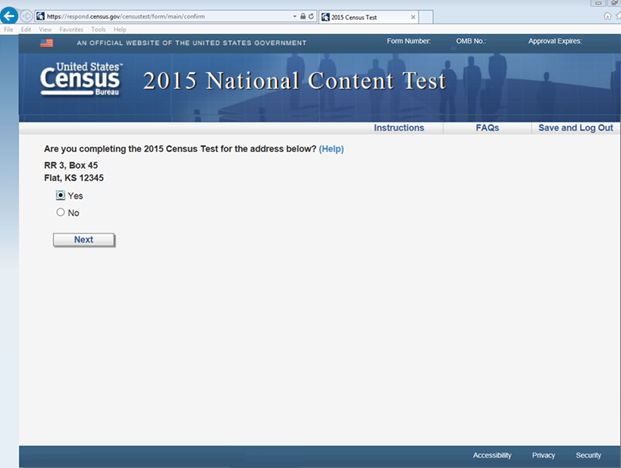 https://respond.census.gov/censustest/form/main/confirm
2015 Census Test
File Edit View Favorites Tools Help
AN OFFICIAL WEBSITE OF THE UNITED STATES GOVERNMENT Form Number: OMB No.: Approval Expires:
United States™
Census
Bureau
2015 National Content Test
Instructions FAQs Save and Log Out
Are you completing the 2015 Census Test for the address below? (Help)
RR 3, Box 45
Flat, KS 12345
Yes
No
Next
Accessibility Privacy Security